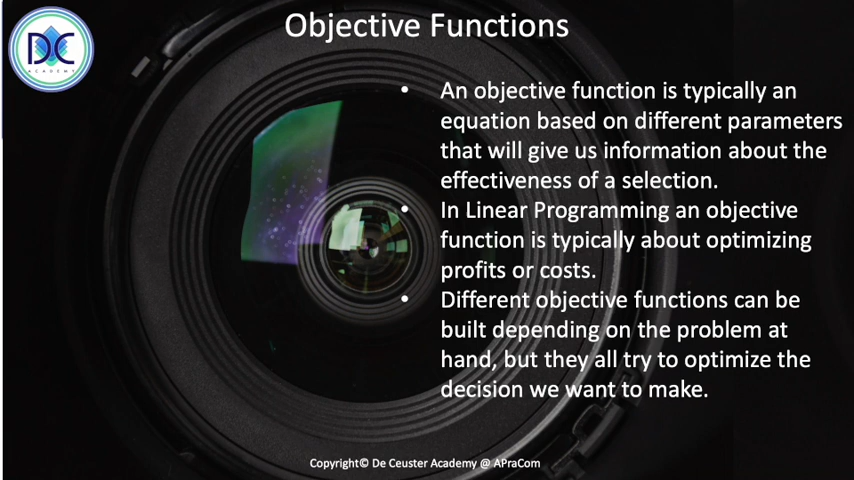 Objective Functions
DC
ACADEMY
• An objective function is typically an
equation based on different parameters
that will give us information about the
effectiveness of a selection.
• In Linear Programming an objective
function is typically about optimizing
profits or costs.
• Different objective functions can be
built depending on the problem at
hand, but they all try to optimize the
decision we want to make.
Copyright© De Ceuster Academy @ APraCom